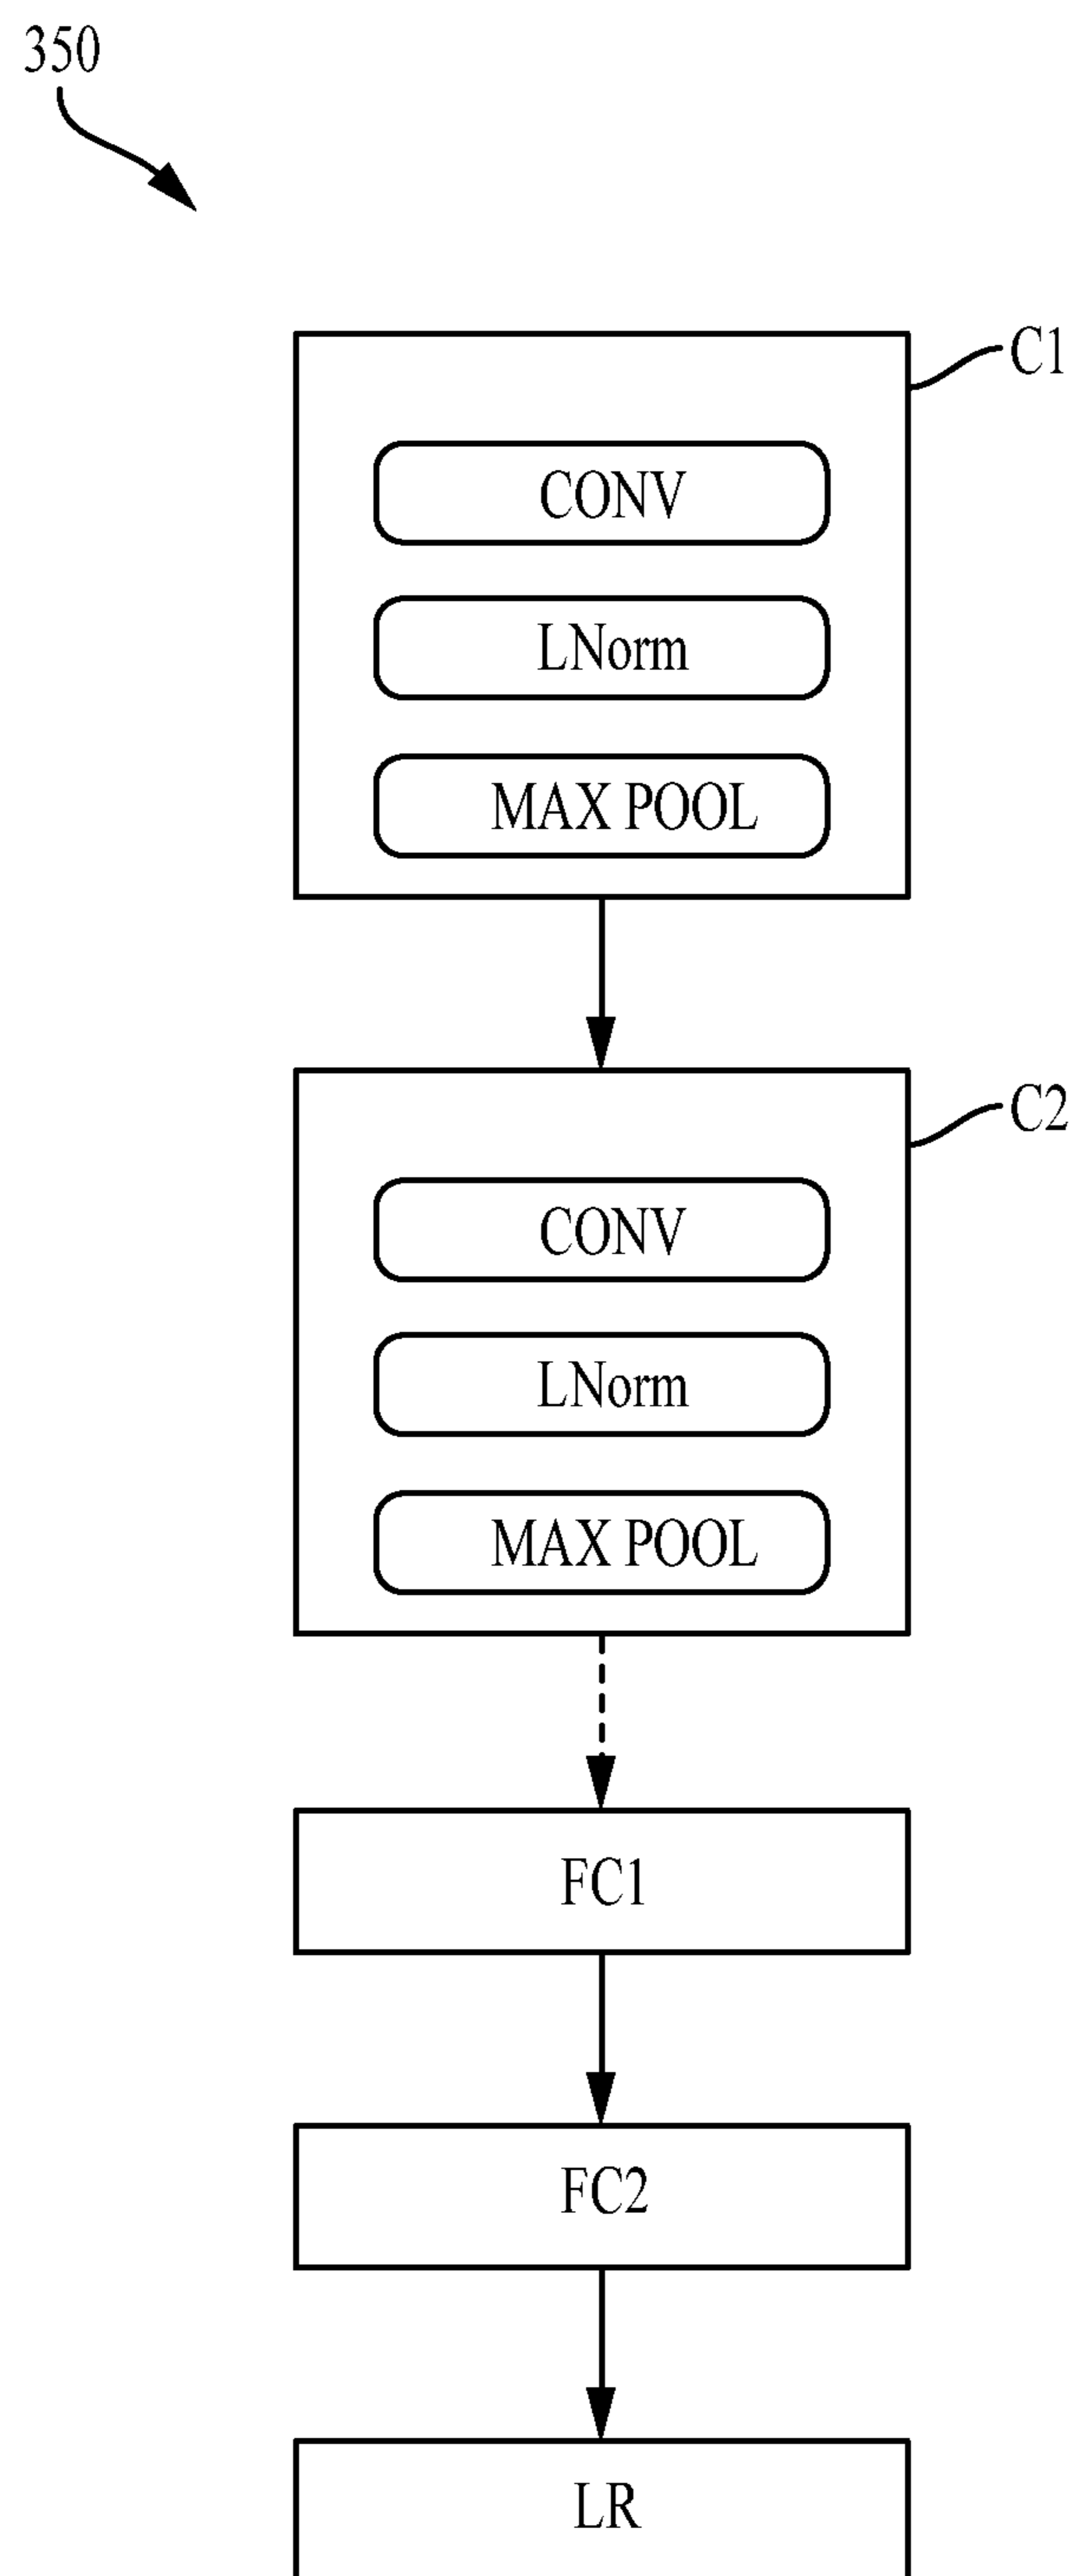 350
C1
CONV
LNorm
MAX POOL
C2
CONV
LNorm
MAX POOL
FC1
FC2
LR